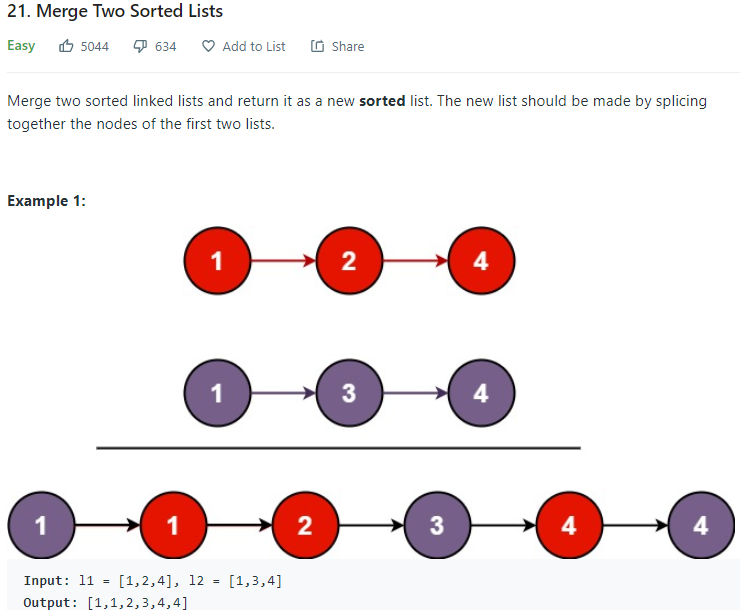 21. Merge Two Sorted Lists
Easy 5044 634 Add to List Share
Merge two sorted linked lists and return it as a new sorted list. The new list should be made by splicing
together the nodes of the first two lists.
Example 1:
1 2 4
1 3 4
1 1 2 3 4 4
Input: l1 = [1,2,4], l2 = [1,3,4]
Output: [1,1,2,3,4,4]